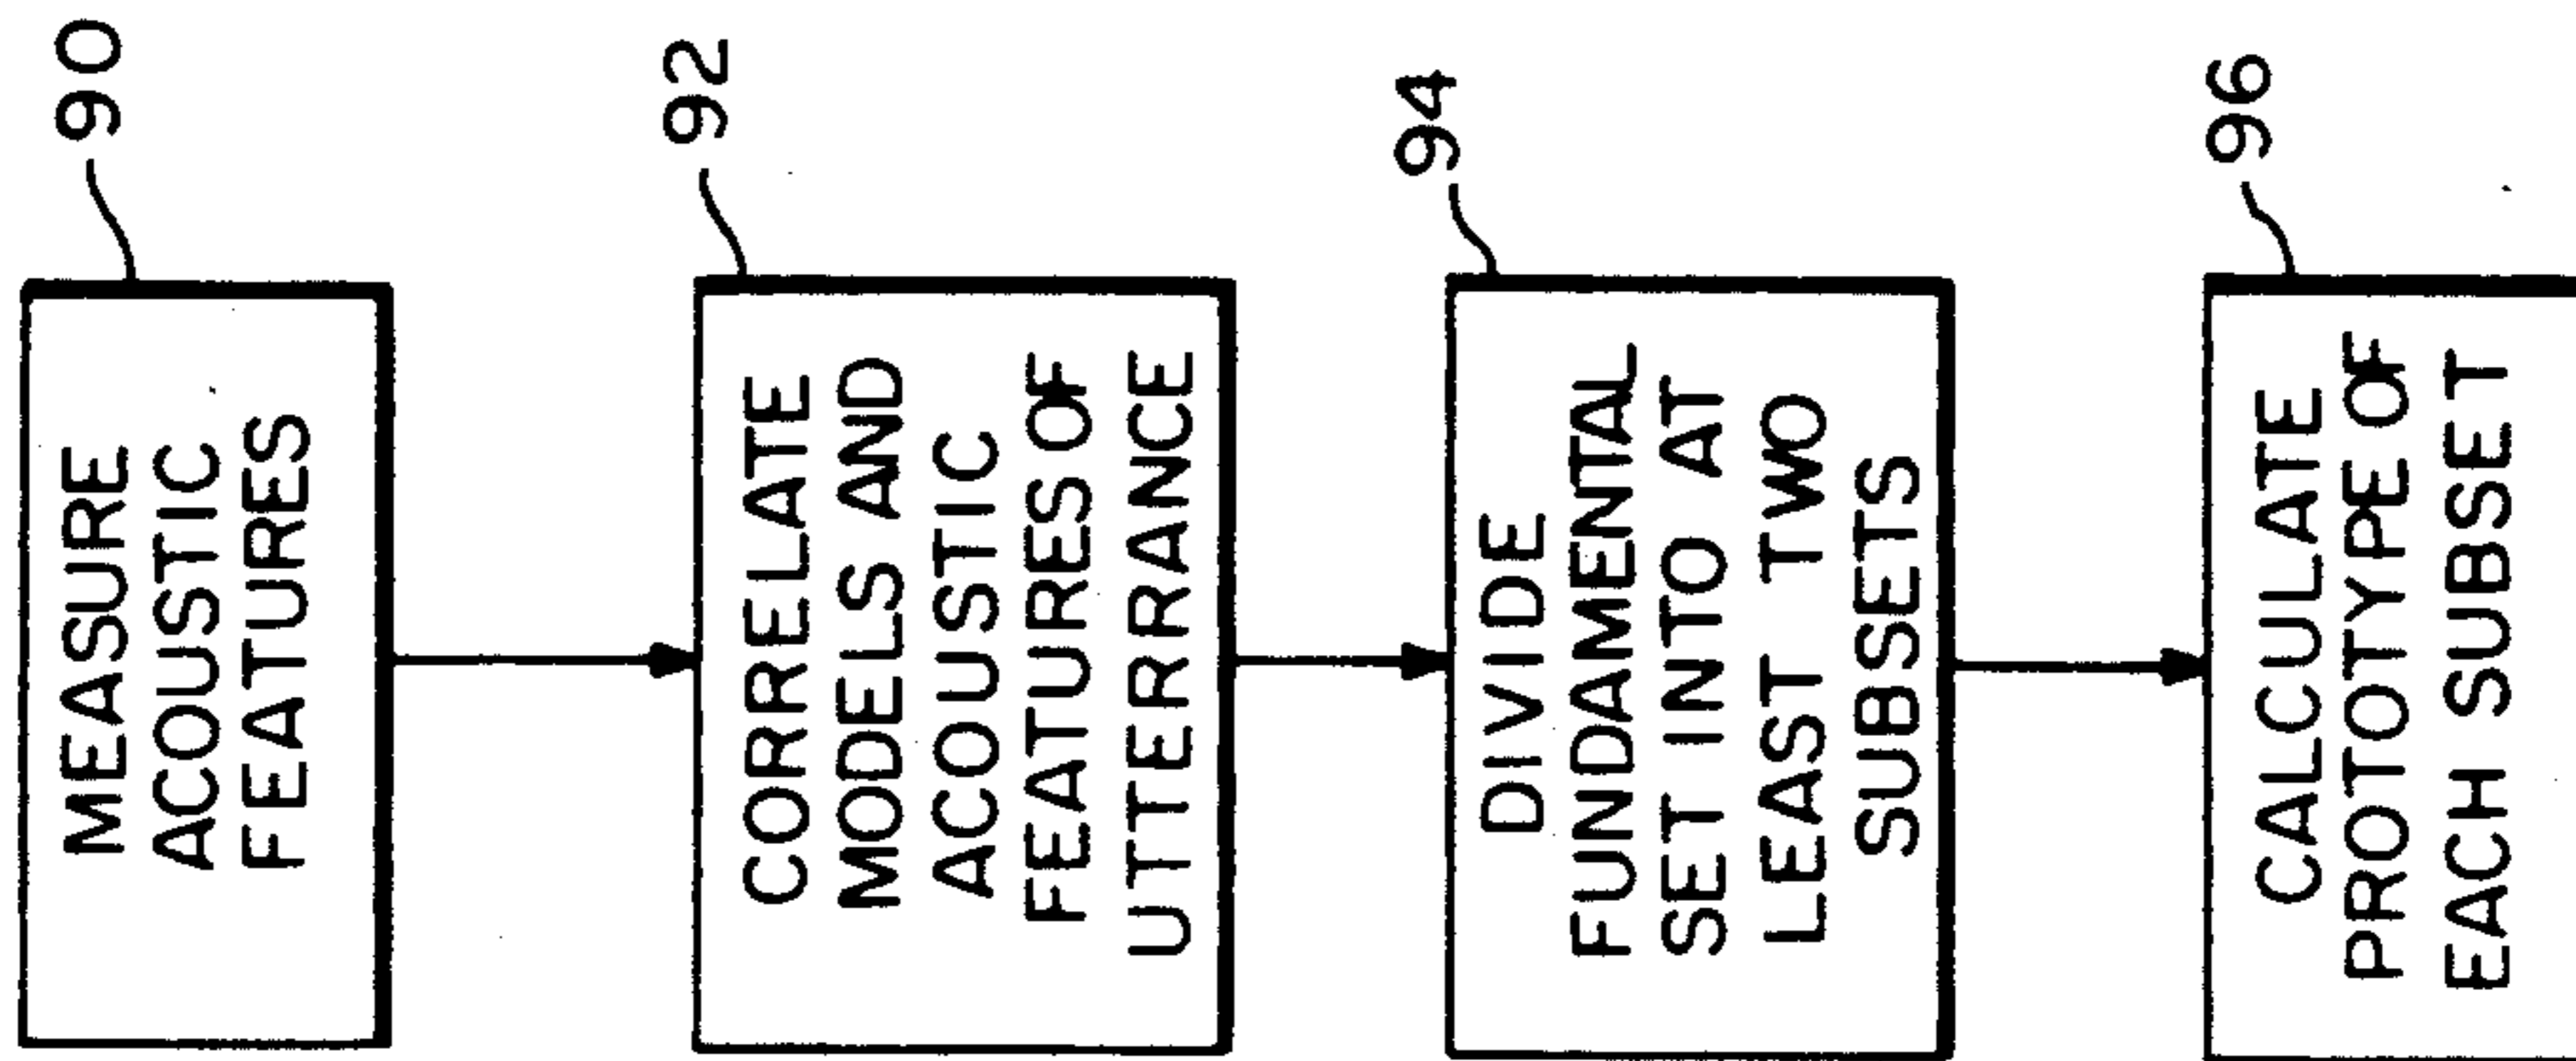 90
MEASURE
ACOUSTIC
FEATURES
92
CORRELATE
MODELS AND
ACOUSTIC
FEATURES OF
UTTERRANCE
94
DIVIDE
FUNDAMENTAL
SET INTO AT
LEAST TWO
SUBSETS
96
CALCULATE
PROTOTYPE OF
EACH SUBSET